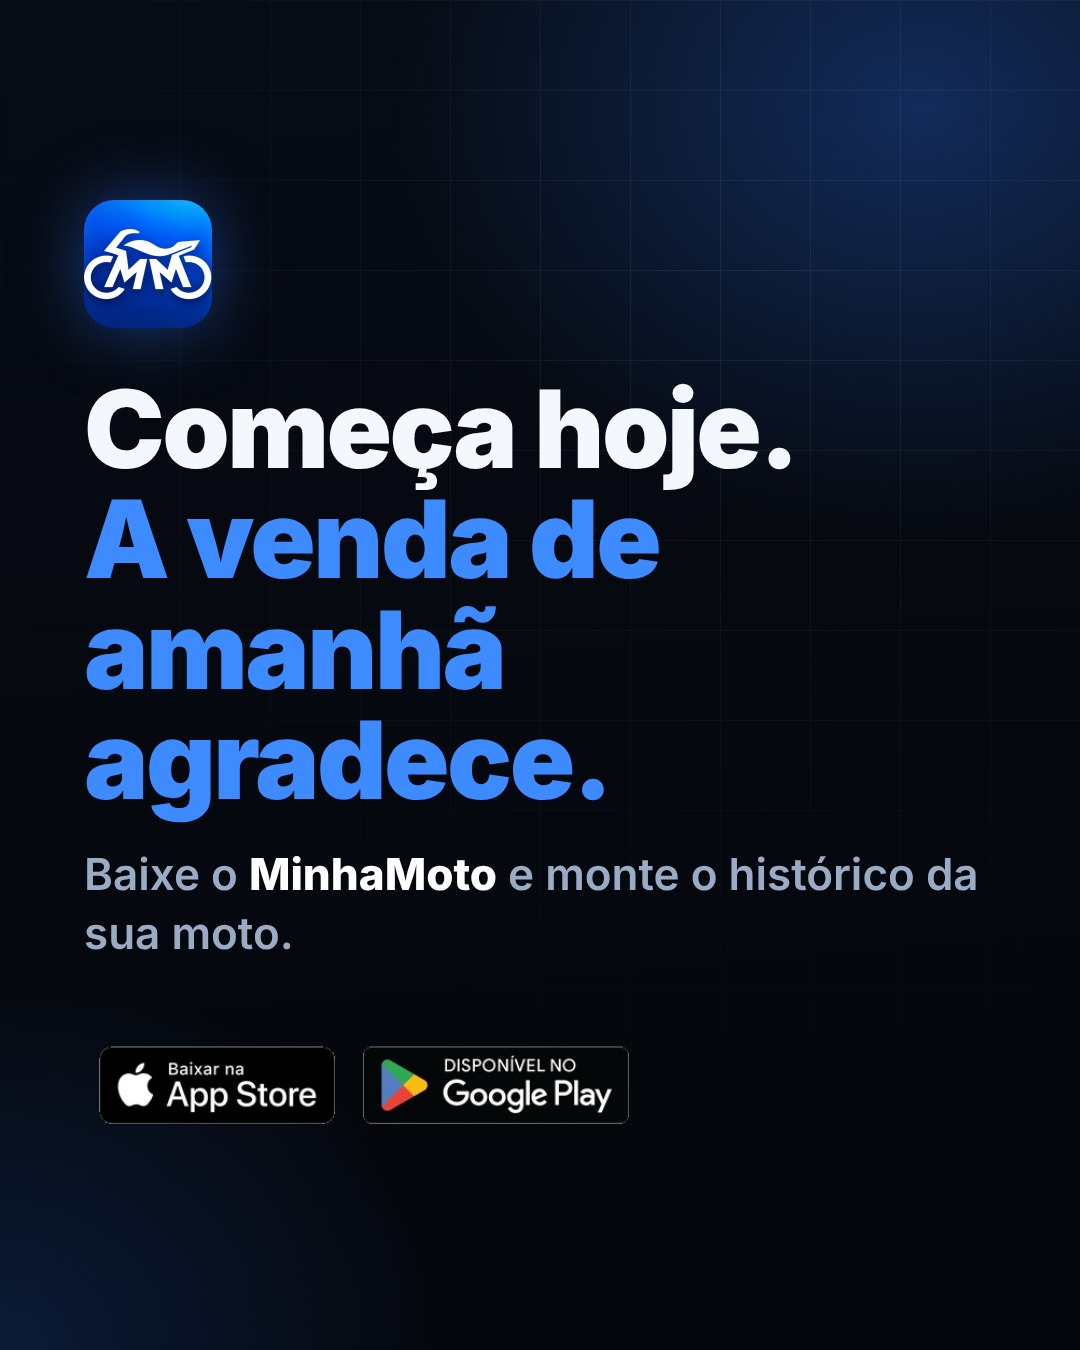 MM
Começa hoje.
A venda de
amanhã
agradece.
Baixe o MinhaMoto e monte o histórico da
sua moto.
Baixar na
App Store
DISPONÍVEL NO
Google Play